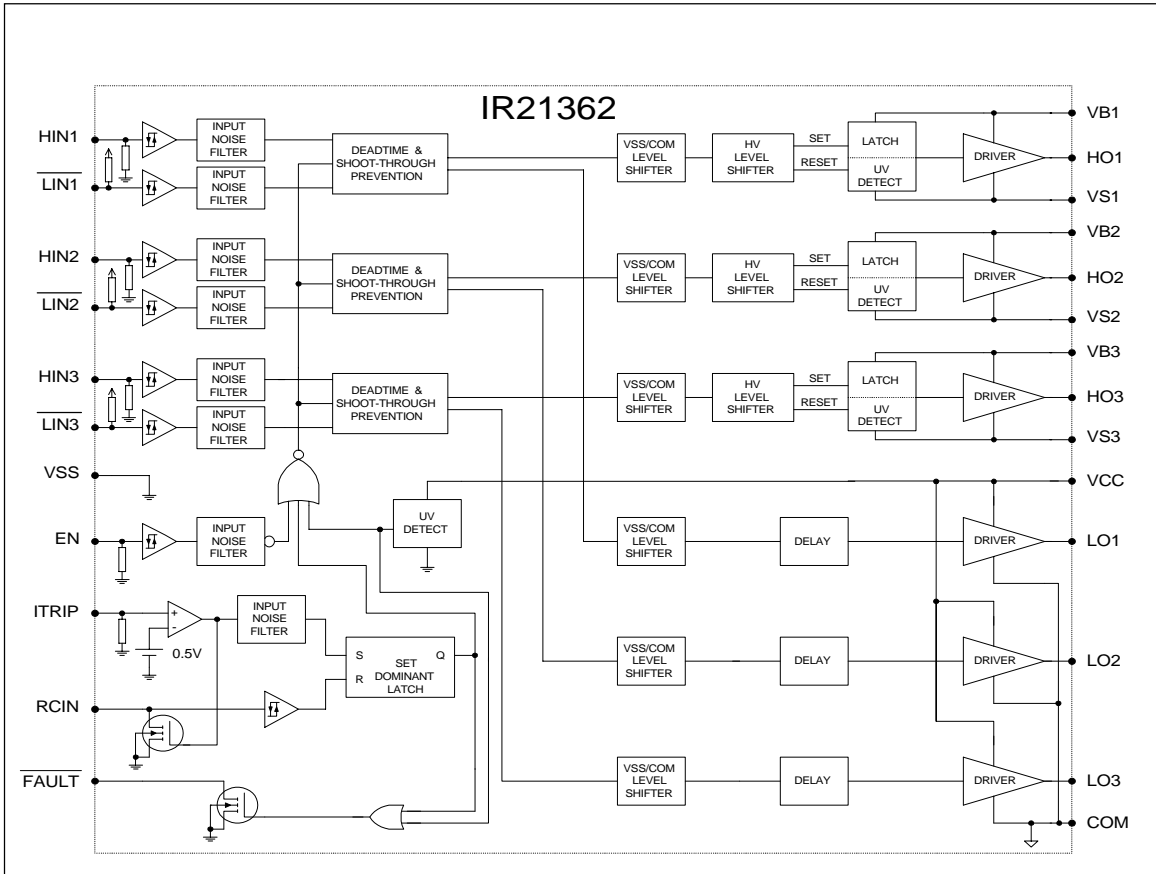 IR21362
HIN1
LIN1
INPUT
NOISE
FILTER
INPUT
NOISE
FILTER
DEADTIME &
SHOOT-THROUGH
PREVENTION
VSS/COM
LEVEL
SHIFTER
HV
LEVEL
SHIFTER
SET
RESET
LATCH
UV
DETECT
DRIVER
VB1
HO1
VS1
HIN2
LIN2
INPUT
NOISE
FILTER
INPUT
NOISE
FILTER
DEADTIME &
SHOOT-THROUGH
PREVENTION
VSS/COM
LEVEL
SHIFTER
HV
LEVEL
SHIFTER
SET
RESET
LATCH
UV
DETECT
DRIVER
VB2
HO2
VS2
HIN3
LIN3
INPUT
NOISE
FILTER
INPUT
NOISE
FILTER
DEADTIME &
SHOOT-THROUGH
PREVENTION
VSS/COM
LEVEL
SHIFTER
HV
LEVEL
SHIFTER
SET
RESET
LATCH
UV
DETECT
DRIVER
VB3
HO3
VS3
VSS
VCC
EN
INPUT
NOISE
FILTER
UV
DETECT
VSS/COM
LEVEL
SHIFTER
DELAY
DRIVER
LO1
ITRIP
+
-
0.5V
INPUT
NOISE
FILTER
S
R
Q
SET
DOMINANT
LATCH
VSS/COM
LEVEL
SHIFTER
DELAY
DRIVER
LO2
RCIN
FAULT
VSS/COM
LEVEL
SHIFTER
DELAY
DRIVER
LO3
COM